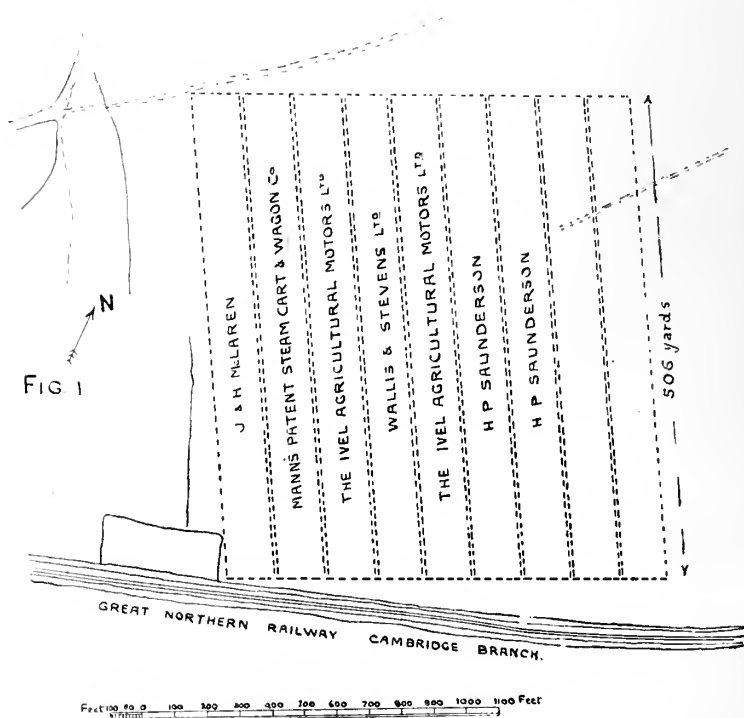 N
FIG 1
J & H McLAREN
MANN'S PATENT STEAM CART & WAGON Co
THE IVEL AGRICULTURAL MOTORS LTD
WALLIS & STEVENS LTD
THE IVEL AGRICULTURAL MOTORS LTD
H P SAUNDERSON
H P SAUNDERSON
506 yards
GREAT NORTHERN RAILWAY CAMBRIDGE BRANCH.
Feet 100 0 100 200 300 400 500 600 700 800 900 1000 1100 Feet